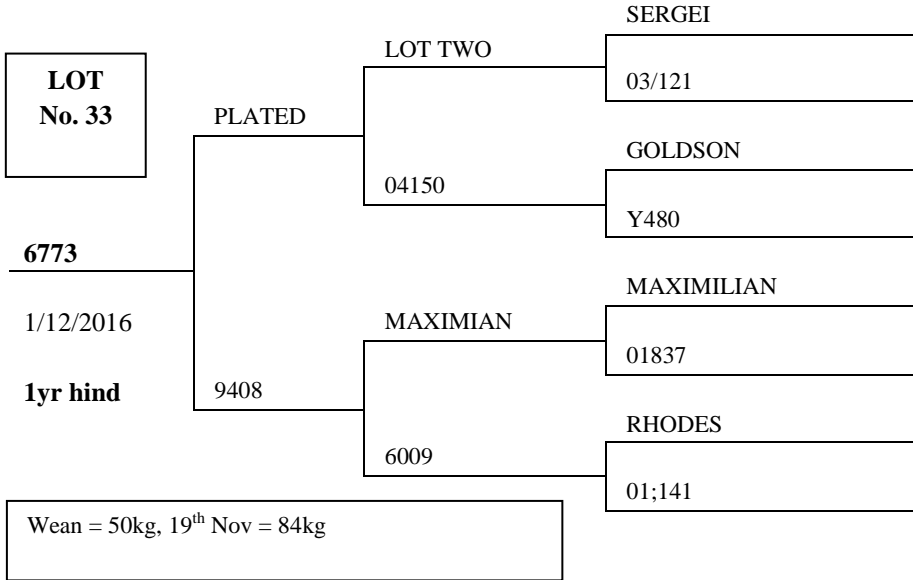 LOT
No. 33
6773
1/12/2016
1yr hind
PLATED
9408
LOT TWO
04150
MAXIMIAN
6009
SERGEI
03/121
GOLDSON
Y480
MAXIMILIAN
01837
RHODES
01;141
Wean = 50kg, 19th Nov = 84kg